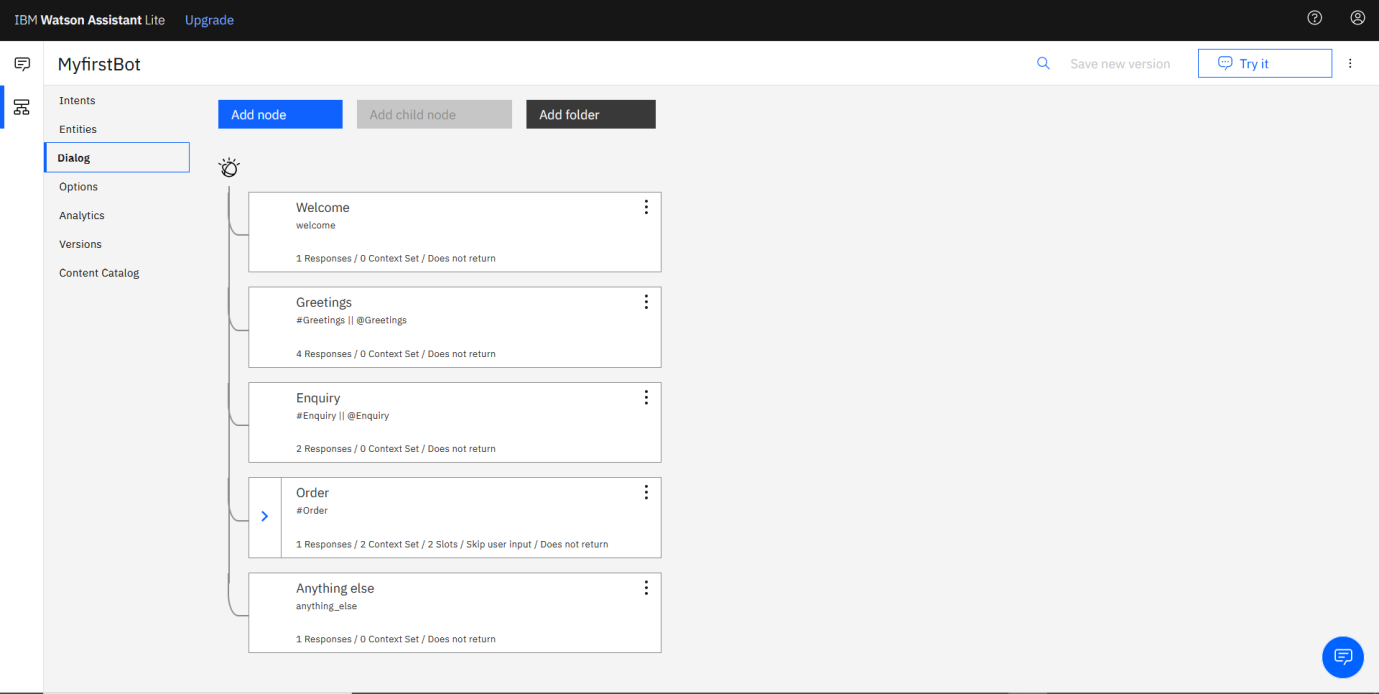 IBM Watson Assistant Lite Upgrade
MyfirstBot
Save new version
Try it
Intents
Entities
Dialog
Options
Analytics
Versions
Content Catalog
Add node
Add child node
Add folder
Welcome
welcome
1 Responses / 0 Context Set / Does not return
Greetings
#Greetings || @Greetings
4 Responses / 0 Context Set / Does not return
Enquiry
#Enquiry || @Enquiry
2 Responses / 0 Context Set / Does not return
Order
#Order
1 Responses / 2 Context Set / 2 Slots / Skip user input / Does not return
Anything else
anything_else
1 Responses / 0 Context Set / Does not return